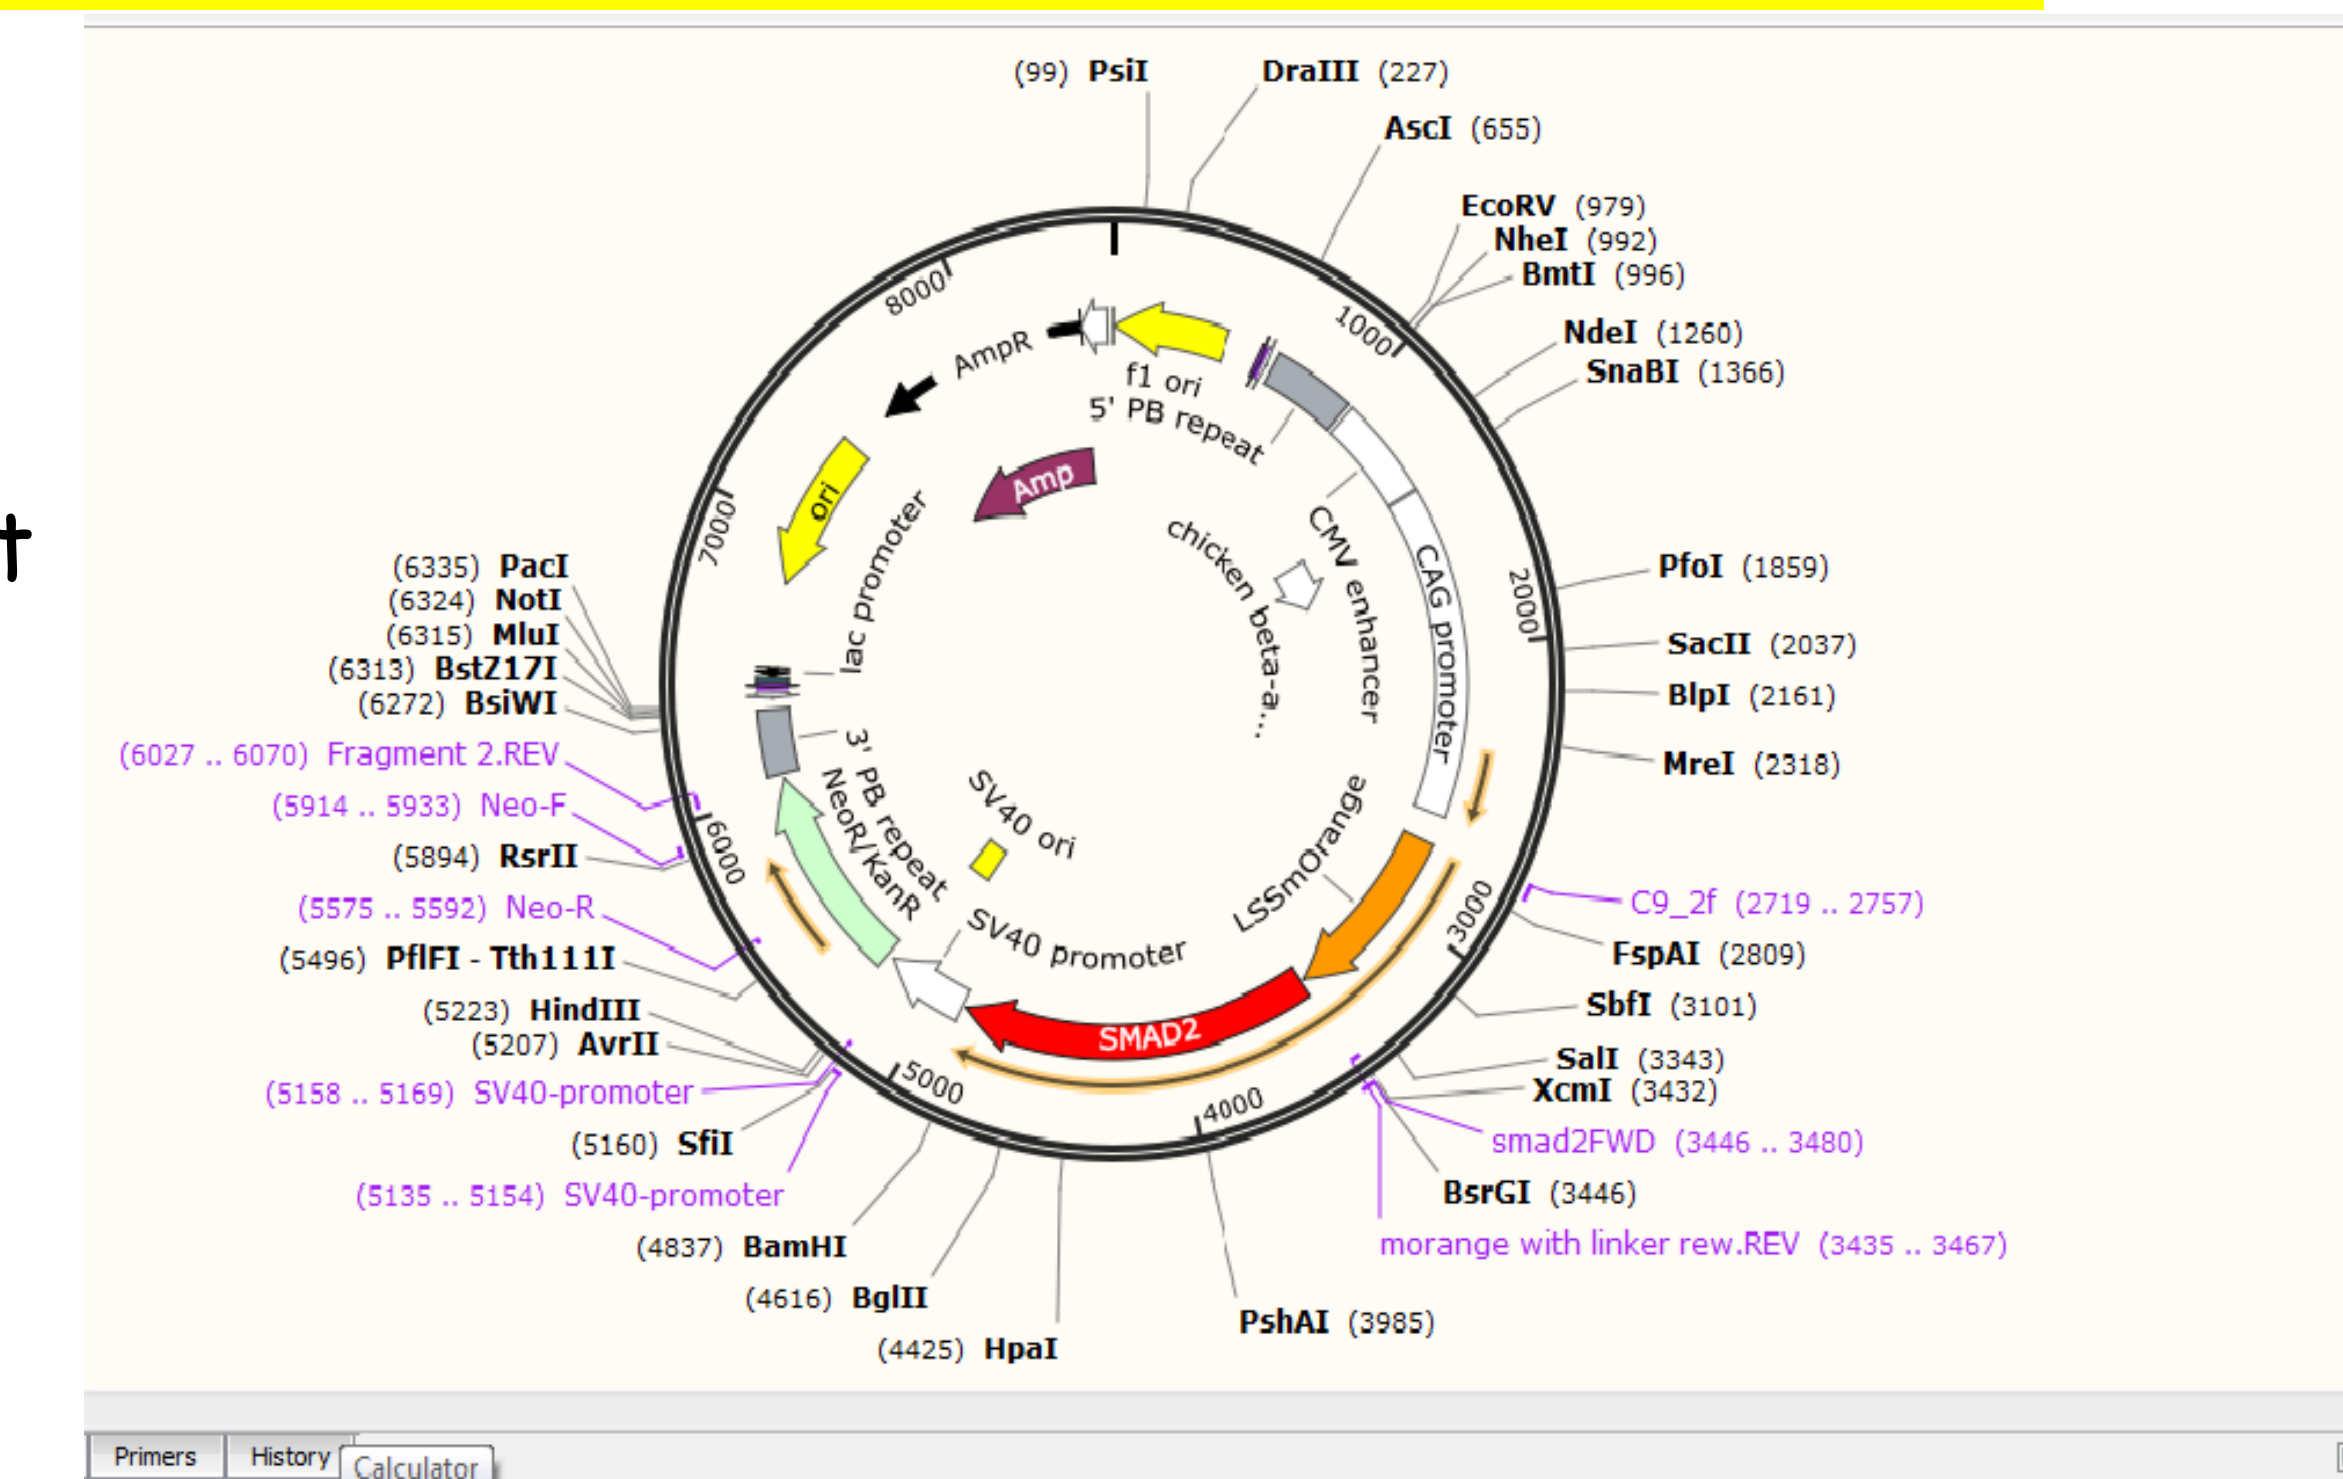 (99) PsiI
DraIII (227)
AscI (655)
EcoRV (979)
NheI (992)
BmtI (996)
NdeI (1260)
SnaBI (1366)
PfoI (1859)
SacII (2037)
BlpI (2161)
MreI (2318)
C9_2f (2719 .. 2757)
FspAI (2809)
SbfI (3101)
SalI (3343)
XcmI (3432)
smad2FWD (3446 .. 3480)
BsrGI (3446)
morange with linker rew.REV (3435 .. 3467)
PshAI (3985)
(4425) HpaI
(4616) BglII
(4837) BamHI
(5135 .. 5154) SV40-promoter
(5160) SfiI
(5158 .. 5169) SV40-promoter
(5207) AvrII
(5223) HindIII
(5496) PflFI - Tth111I
(5575 .. 5592) Neo-R
(5894) RsrII
(5914 .. 5933) Neo-F
(6027 .. 6070) Fragment 2.REV
(6272) BsiWI
(6313) BstZ17I
(6315) MluI
(6324) NotI
(6335) PacI
t
1000
2000
3000
4000
5000
6000
7000
8000
AmpR
f1 ori
5' PB repeat
Amp
ori
lac promoter
chicken beta-a...
CMV enhancer
CAG promoter
LSSmOrange
SMAD2
SV40 promoter
SV40 ori
NeoR/KanR
3' PB repeat
Primers
History
Calculator